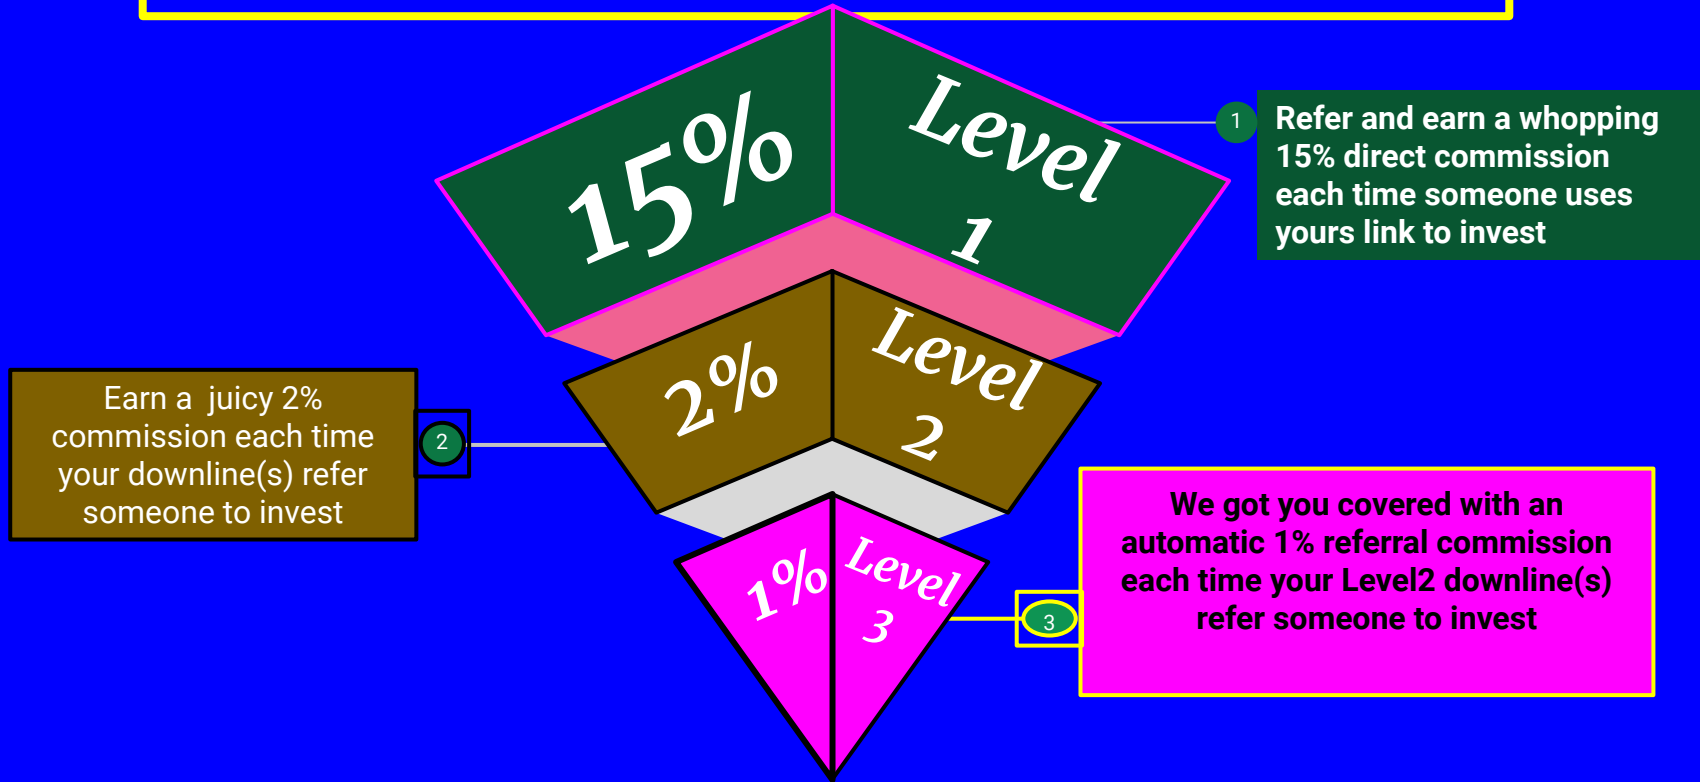 15%
Level
1
1
Refer and earn a whopping
15% direct commission
each time someone uses
yours link to invest
2%
Level
2
Earn a  juicy 2%
commission each time
your downline(s) refer
someone to invest
2
1%
Level
3
3
We got you covered with an
automatic 1% referral commission
each time your Level2 downline(s)
refer someone to invest